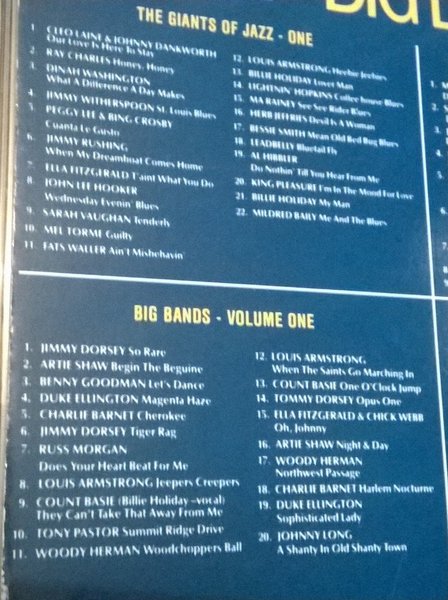 THE GIANTS OF JAZZ - ONE
1 CLEO LAINE & JOHNNY DANKWORTH
Our Love Is Here To Stay
2. RAY CHARLES Honey, Honey
3. DINAH WASHINGTON
What A Difference A Day Makes
4. JIMMY WITHERSPOON St. Louis Blues
5. PEGGY LEE & BING CROSBY
Cuanta Le Gusto
6. JIMMY RUSHING
When My Dreamboat Comes Home
7. ELLA FITZGERALD T'aint What You Do
8. JOHN LEE HOOKER
Wednesday Evenin' Blues
9. SARAH VAUGHAN Tenderly
10. MEL TORME Guilty
11. FATS WALLER Ain't Misbehavin'
12. LOUIS ARMSTRONG Heebie Jeebies
13. BILLIE HOLIDAY Lover Man
14. LIGHTNIN' HOPKINS Coffee house Blues
15. MA RAINEY See See Rider Blues
16. HERB JEFFRIES Devil Is A Woman
17. BESSIE SMITH Mean Old Bed Bug Blues
18. LEADBELLY Bluetail Fly
19. AL HIBBLER
Do Nothin' Till You Hear From Me
20. KING PLEASURE I'm In The Mood For Love
21. BILLIE HOLIDAY My Man
22. MILDRED BAILY Me And The Blues
BIG BANDS - VOLUME ONE
1. JIMMY DORSEY So Rare
2. ARTIE SHAW Begin The Beguine
3. BENNY GOODMAN Let's Dance
4. DUKE ELLINGTON Magenta Haze
5. CHARLIE BARNET Cherokee
6. JIMMY DORSEY Tiger Rag
7. RUSS MORGAN
Does Your Heart Beat For Me
8. LOUIS ARMSTRONG Jeepers Creepers
9. COUNT BASIE (Billie Holiday -vocal)
They Can't Take That Away From Me
10. TONY PASTOR Summit Ridge Drive
11. WOODY HERMAN Woodchoppers Ball
12. LOUIS ARMSTRONG
When The Saints Go Marching In
13. COUNT BASIE One O'Clock Jump
14. TOMMY DORSEY Opus One
15. ELLA FITZGERALD & CHICK WEBB
Oh, Johnny
16. ARTIE SHAW Night & Day
17. WOODY HERMAN
Northwest Passage
18. CHARLIE BARNET Harlem Nocturne
19. DUKE ELLINGTON
Sophisticated Lady
20. JOHNNY LONG
A Shanty In Old Shanty Town